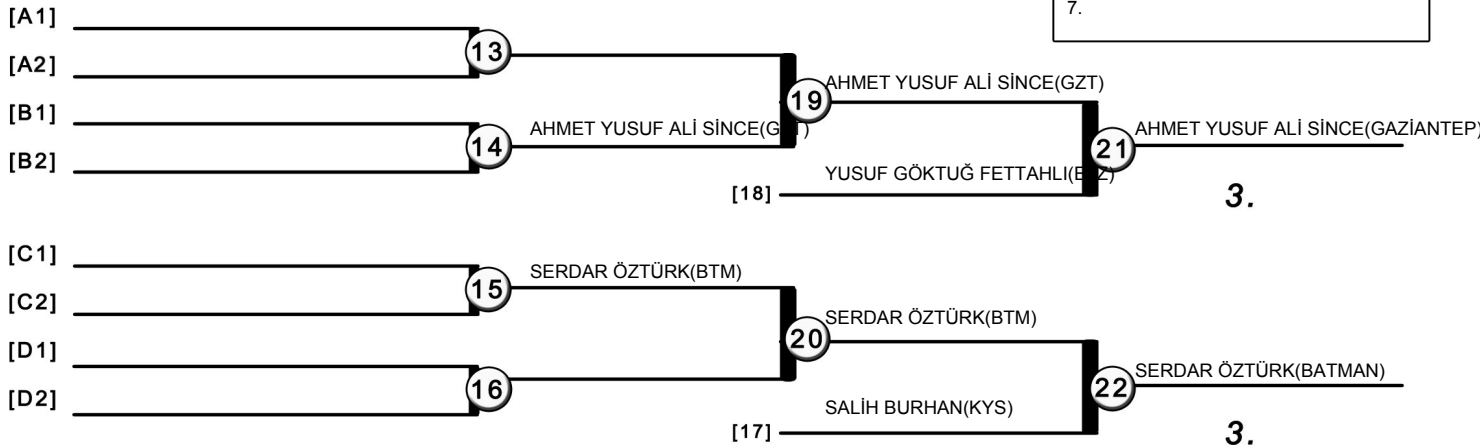 7.
[A1]
[A2]
[B1]
[B2]
13
14
AHMET YUSUF ALİ SİNCE(G
19
AHMET YUSUF ALİ SİNCE(GZT)
YUSUF GÖKTUĞ FETTAHLI(
[18]
21
AHMET YUSUF ALİ SİNCE(GAZİANTEP)
3.
[C1]
[C2]
[D1]
[D2]
15
SERDAR ÖZTÜRK(BTM)
16
20
SERDAR ÖZTÜRK(BTM)
SALİH BURHAN(KYS)
[17]
22
SERDAR ÖZTÜRK(BATMAN)
3.